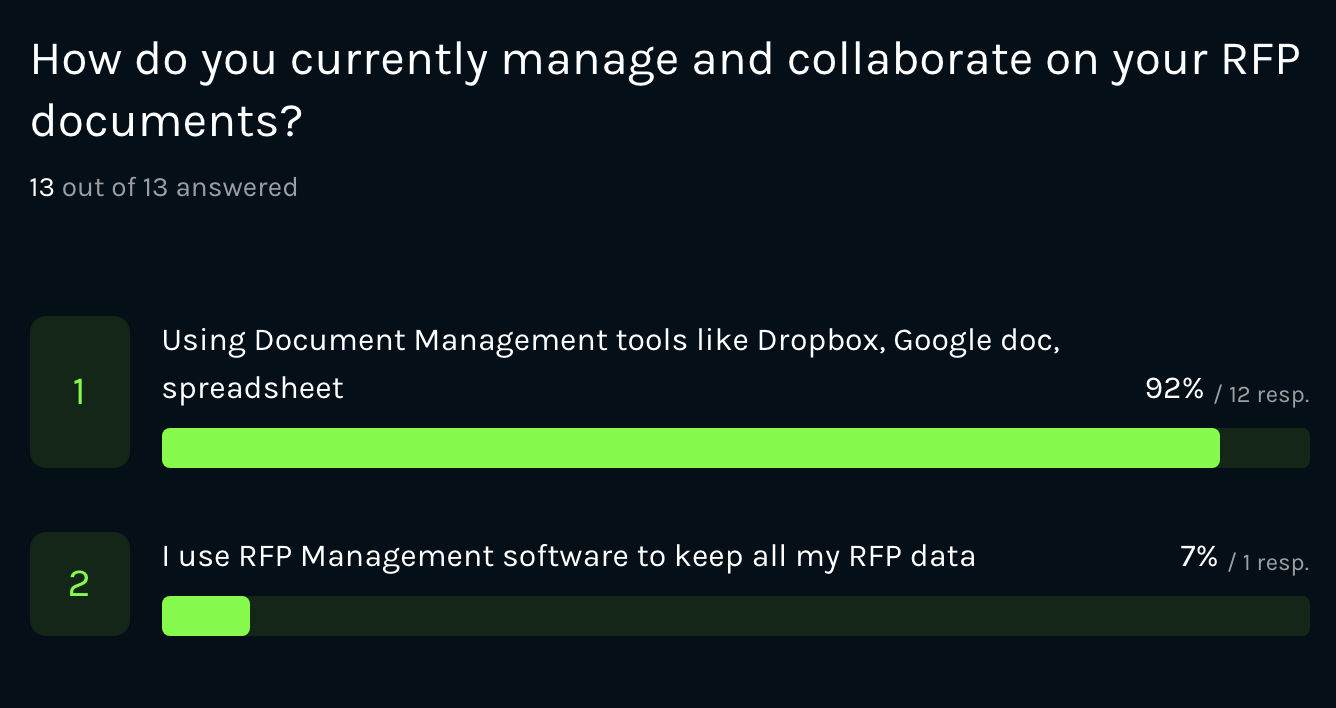 How do you currently manage and collaborate on your RFP
documents?
13 out of 13 answered
1
Using Document Management tools like Dropbox, Google doc,
spreadsheet
92% / 12 resp.
2
I use RFP Management software to keep all my RFP data
7% / 1 resp.